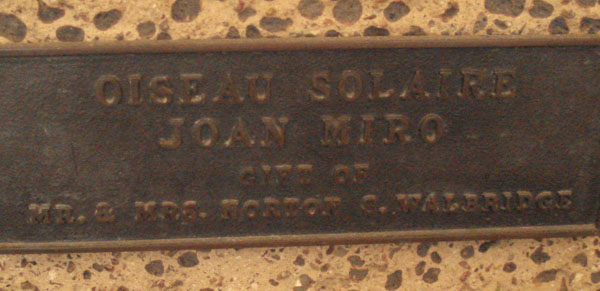 OISEAU SOLAIRE
JOAN MIRO
GIFT OF
MR. & MRS. NORTON C. WALBRIDGE